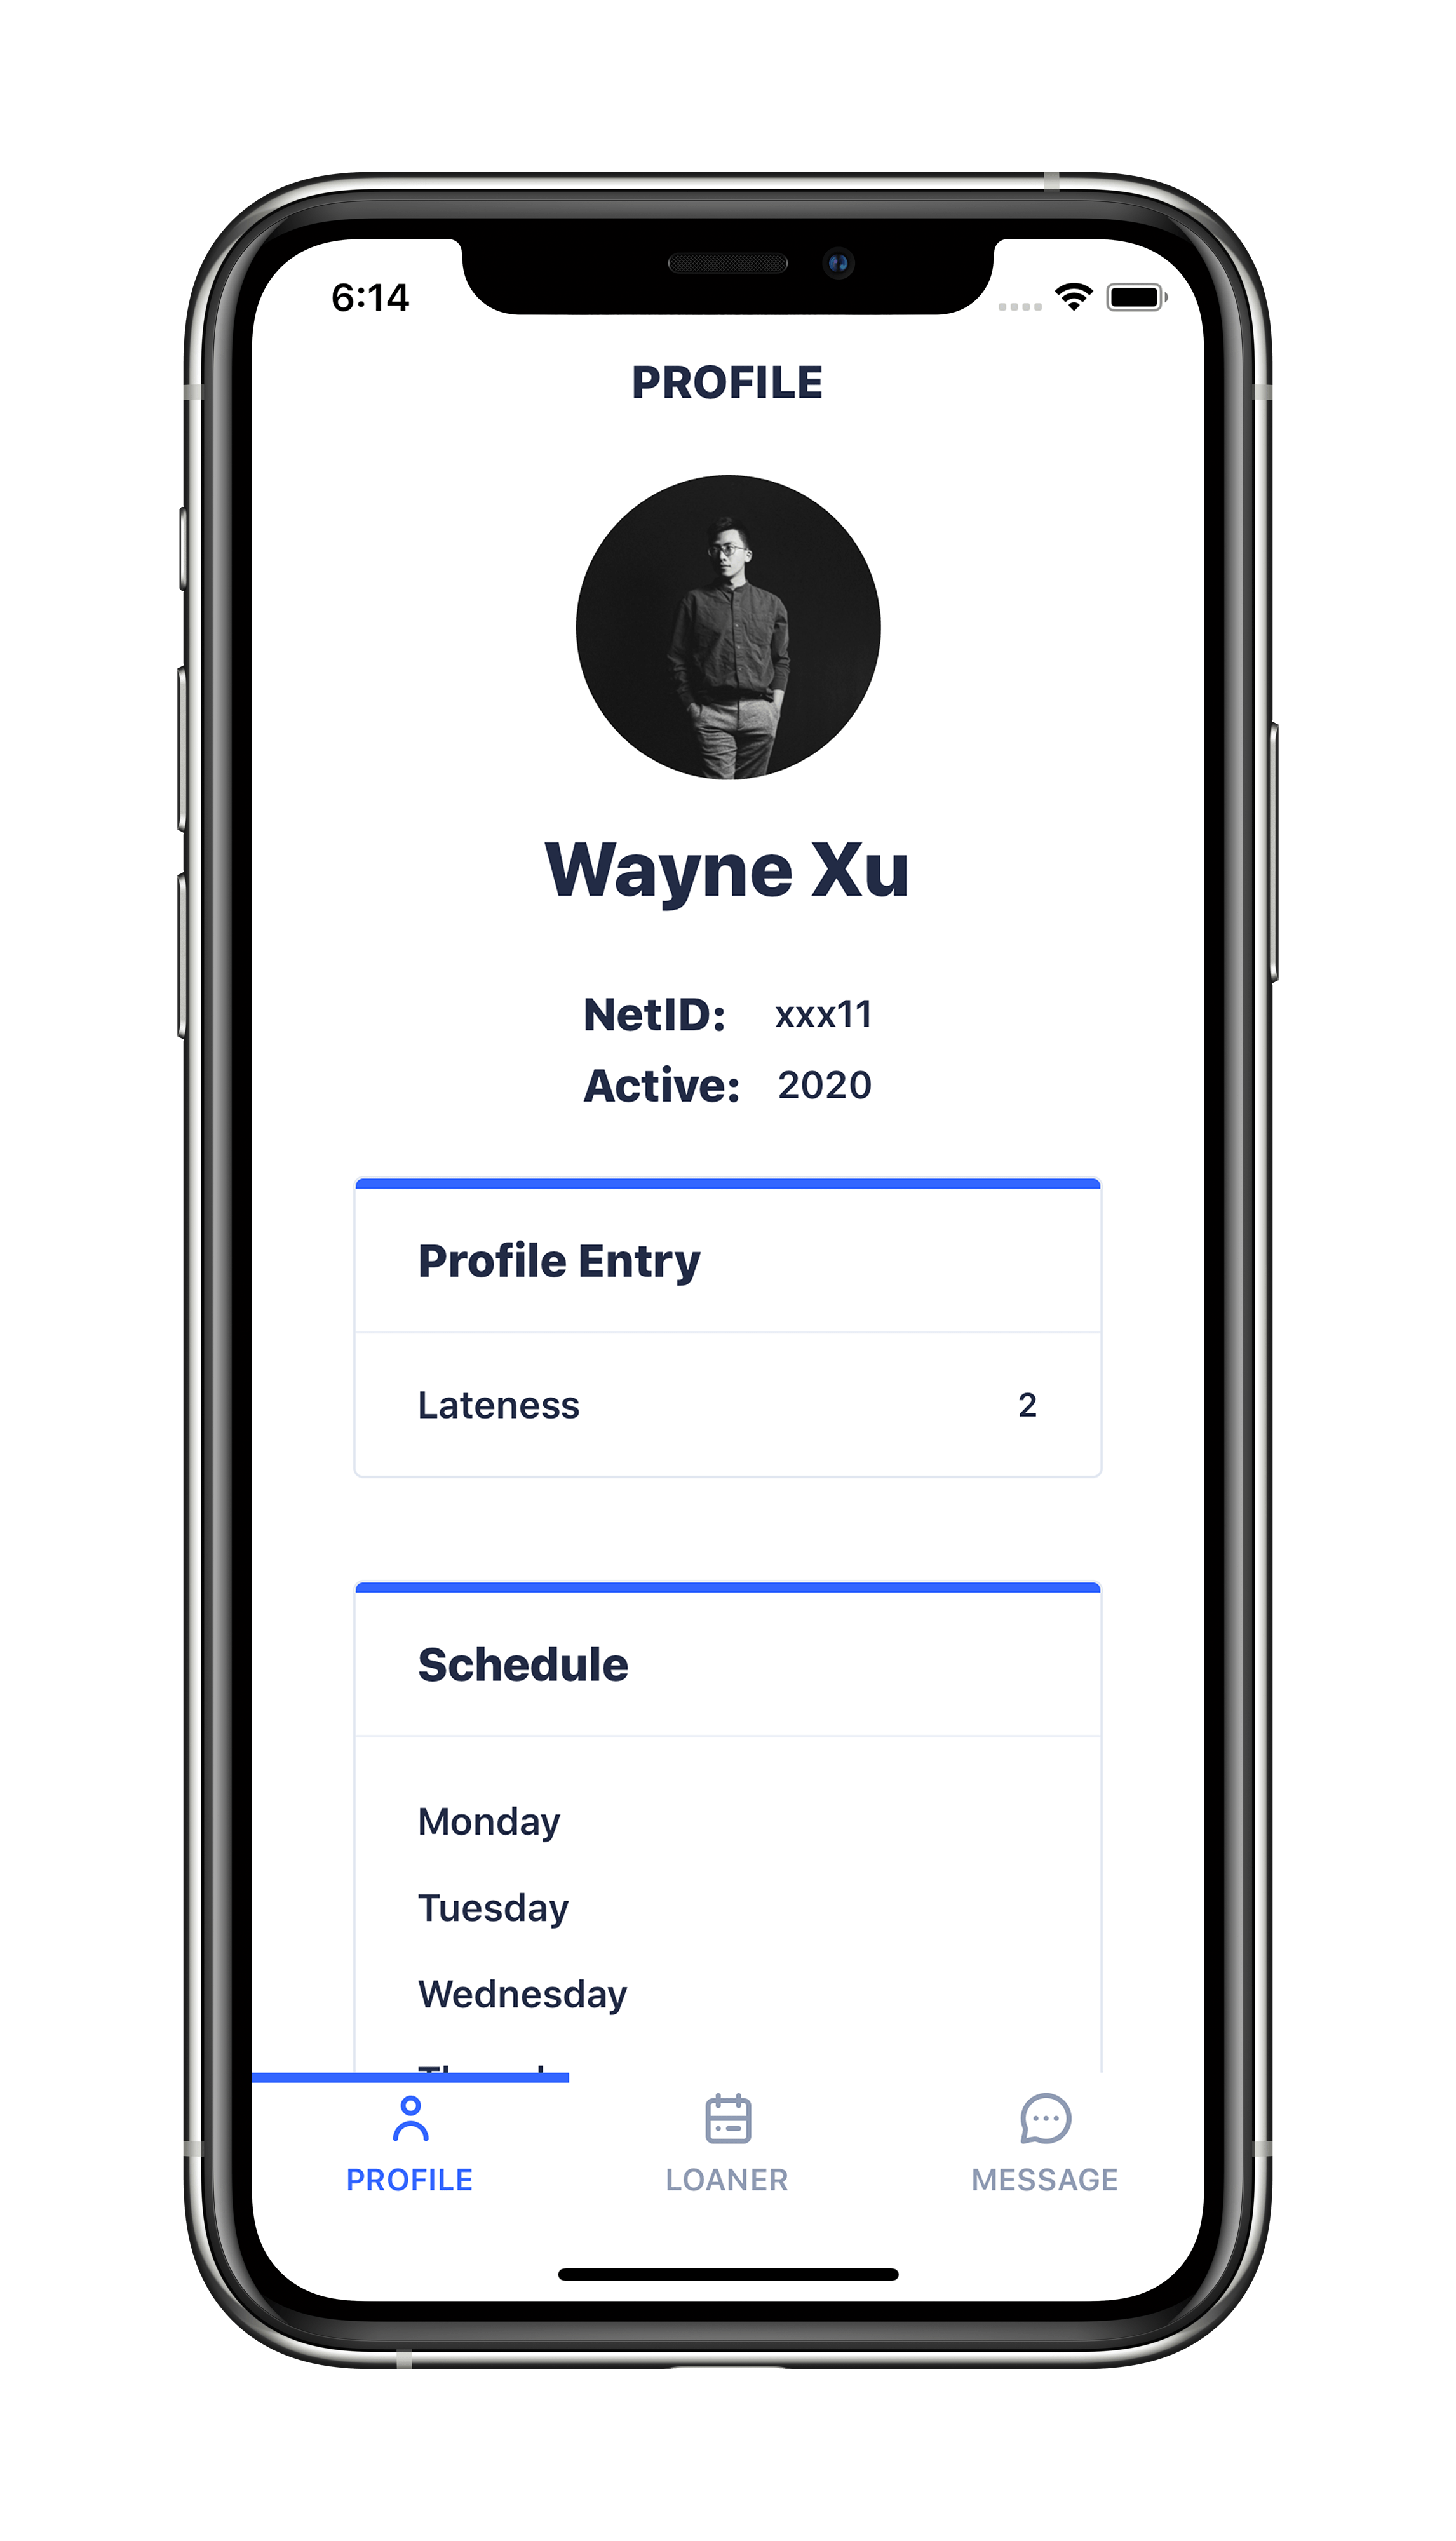 6:14
PROFILE
Wayne Xu
NetID: xxx11
Active: 2020
Profile Entry
Lateness 2
Schedule
Monday
Tuesday
Wednesday
PROFILE LOANER MESSAGE